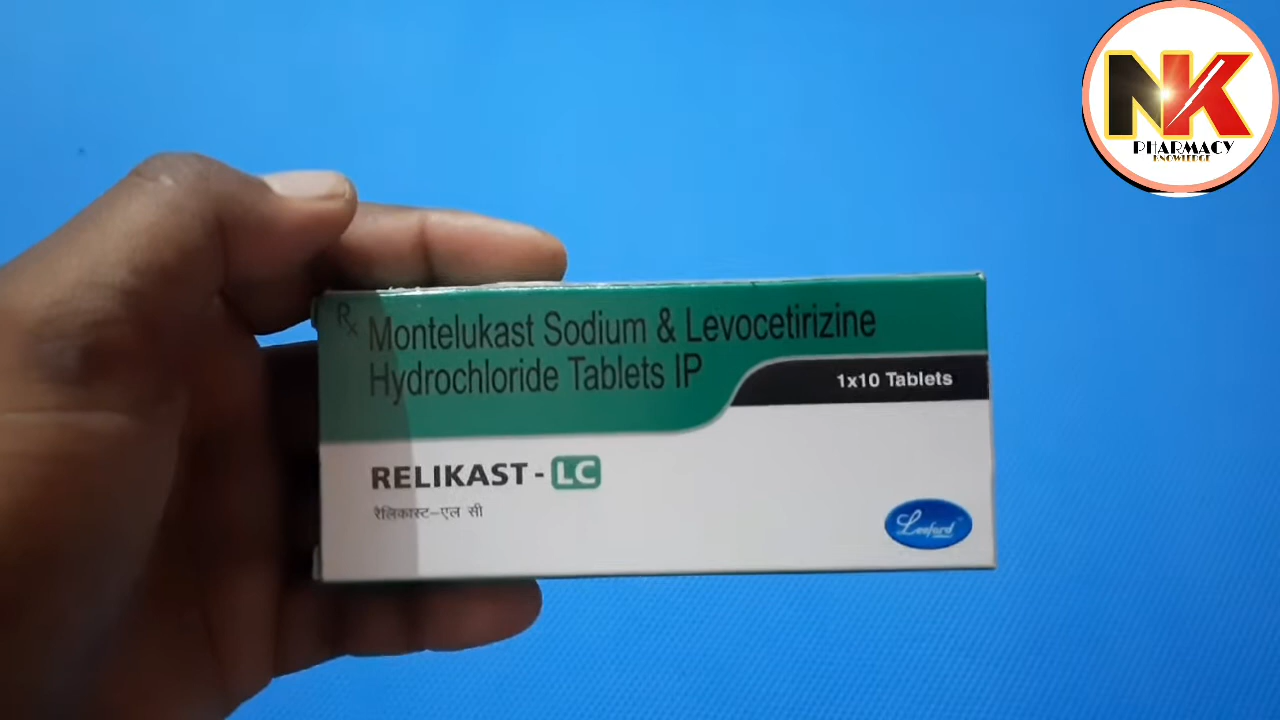 NK
PHARMACY
KNOWLEDGE
Rx Montelukast Sodium & Levocetirizine
Hydrochloride Tablets IP
1x10 Tablets
RELIKAST - LC
रेलिकास्ट–एल सी
Leeford